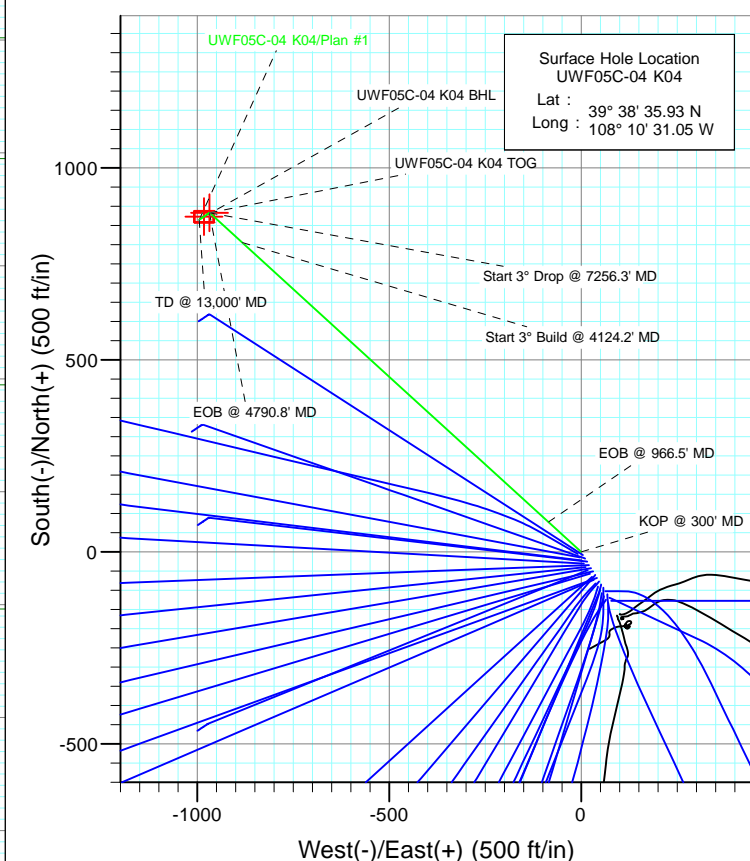 UWF05C-04 K04/Plan #1
Surface Hole Location
UWF05C-04 K04
Lat :
39° 38' 35.93 N
Long :
108° 10' 31.05 W
UWF05C-04 K04 BHL
UWF05C-04 K04 TOG
1000
Start 3° Drop @ 7256.3' MD
TD @ 13,000' MD
Start 3° Build @ 4124.2' MD
500
EOB @ 4790.8' MD
EOB @ 966.5' MD
KOP @ 300' MD
0
-500
South(-)/North(+) (500 ft/in)
-1000
-500
0
West(-)/East(+) (500 ft/in)